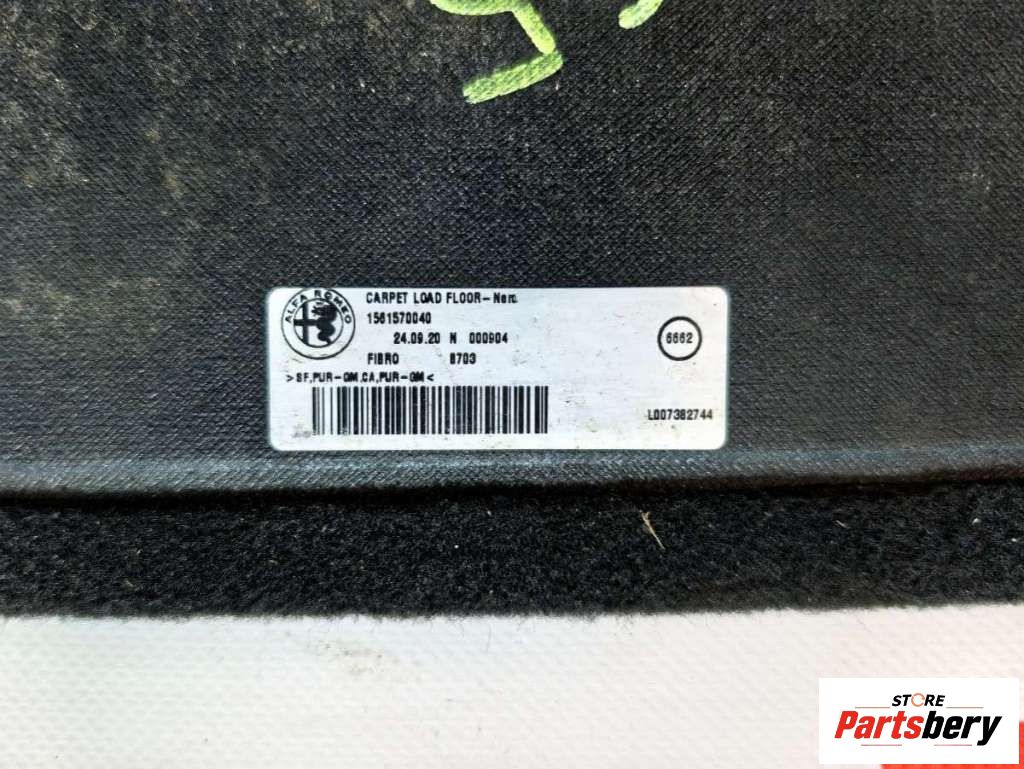 ALFA ROMEO
CARPET LOAD FLOOR-Nero
1561570040
24.09.20 N 000904
6662
FIBRO 8703
>SF,PUR-GM,CA,PUR-GM<
L007382744
STORE
Partsbery